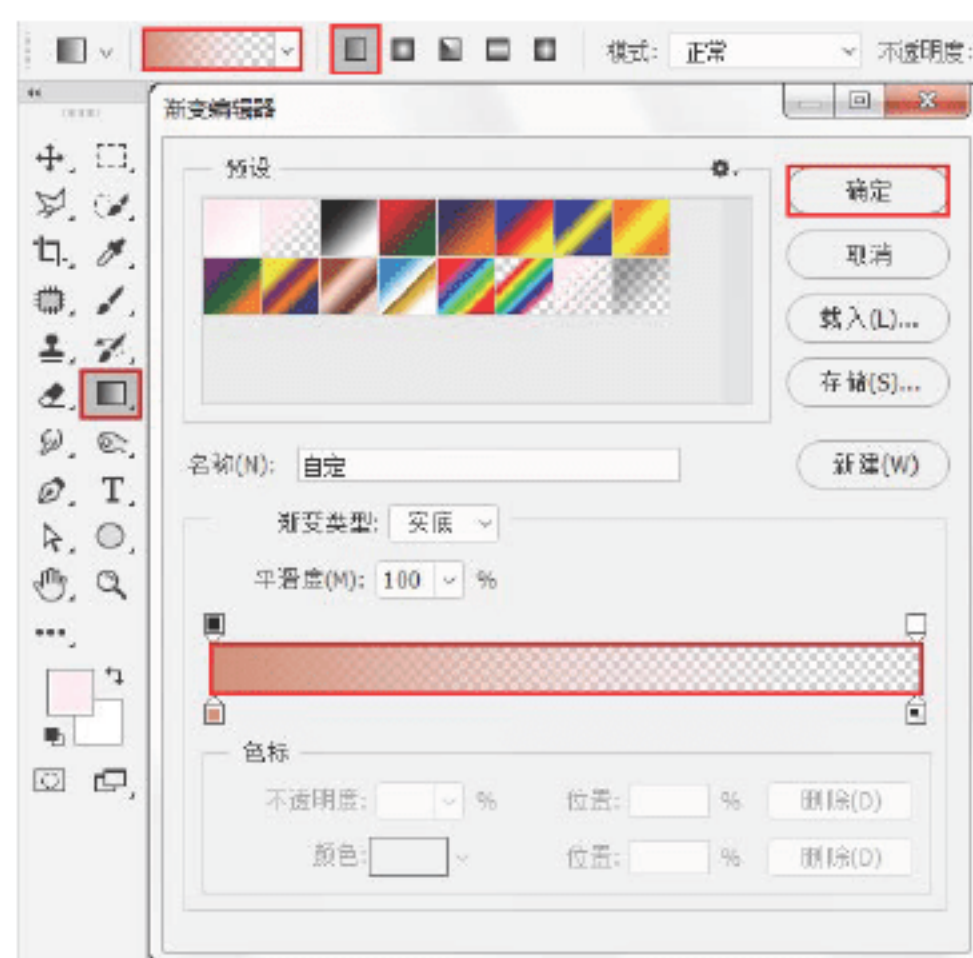 模式: 正常 不透明度:
渐变编辑器
预设
确定
取消
载入(L)...
存储(S)...
名称(N): 自定
新建(W)
渐变类型: 实底
平滑度(M): 100 %
色标
不透明度: % 位置: % 删除(D)
颜色: 位置: % 删除(D)